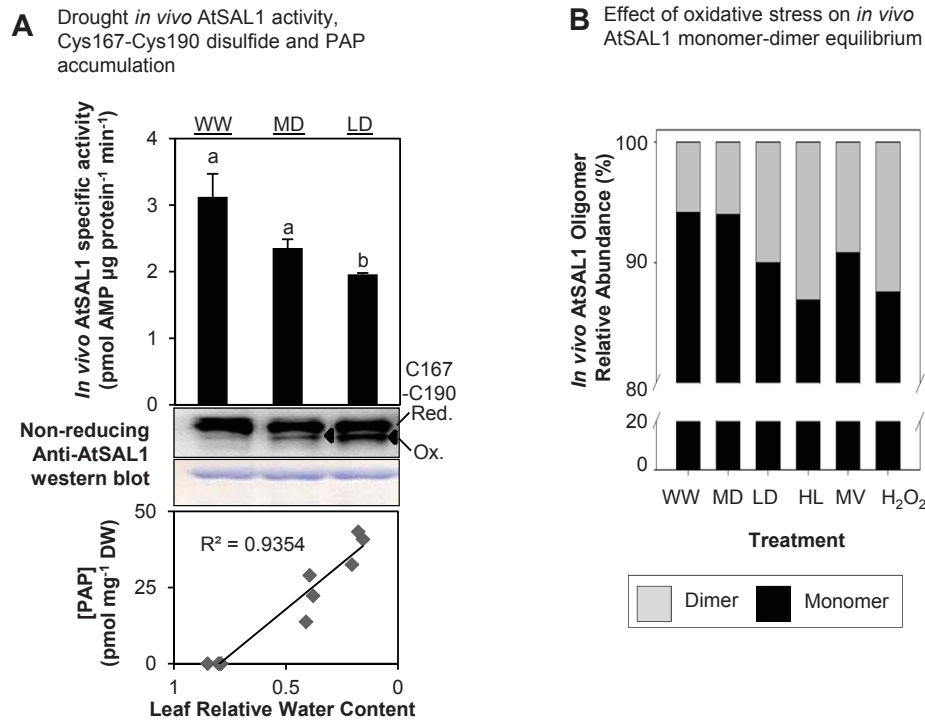 A
Drought in vivo AtSAL1 activity,
Cys167-Cys190 disulfide and PAP
accumulation
In vivo AtSAL1 specific activity
(pmol AMP µg protein⁻¹ min⁻¹)
WW MD LD
4
3
2
1
0
a
a
b
C167
-C190
Red.
Ox.
Non-reducing
Anti-AtSAL1
western blot
[PAP]
(pmol mg⁻¹ DW)
50
25
0
R² = 0.9354
1 0.5 0
Leaf Relative Water Content
B
Effect of oxidative stress on in vivo
AtSAL1 monomer-dimer equilibrium
In vivo AtSAL1 Oligomer
Relative Abundance (%)
100
90
80
20
0
80
20
0
WW MD LD HL MV H₂O₂
Treatment
Dimer Monomer